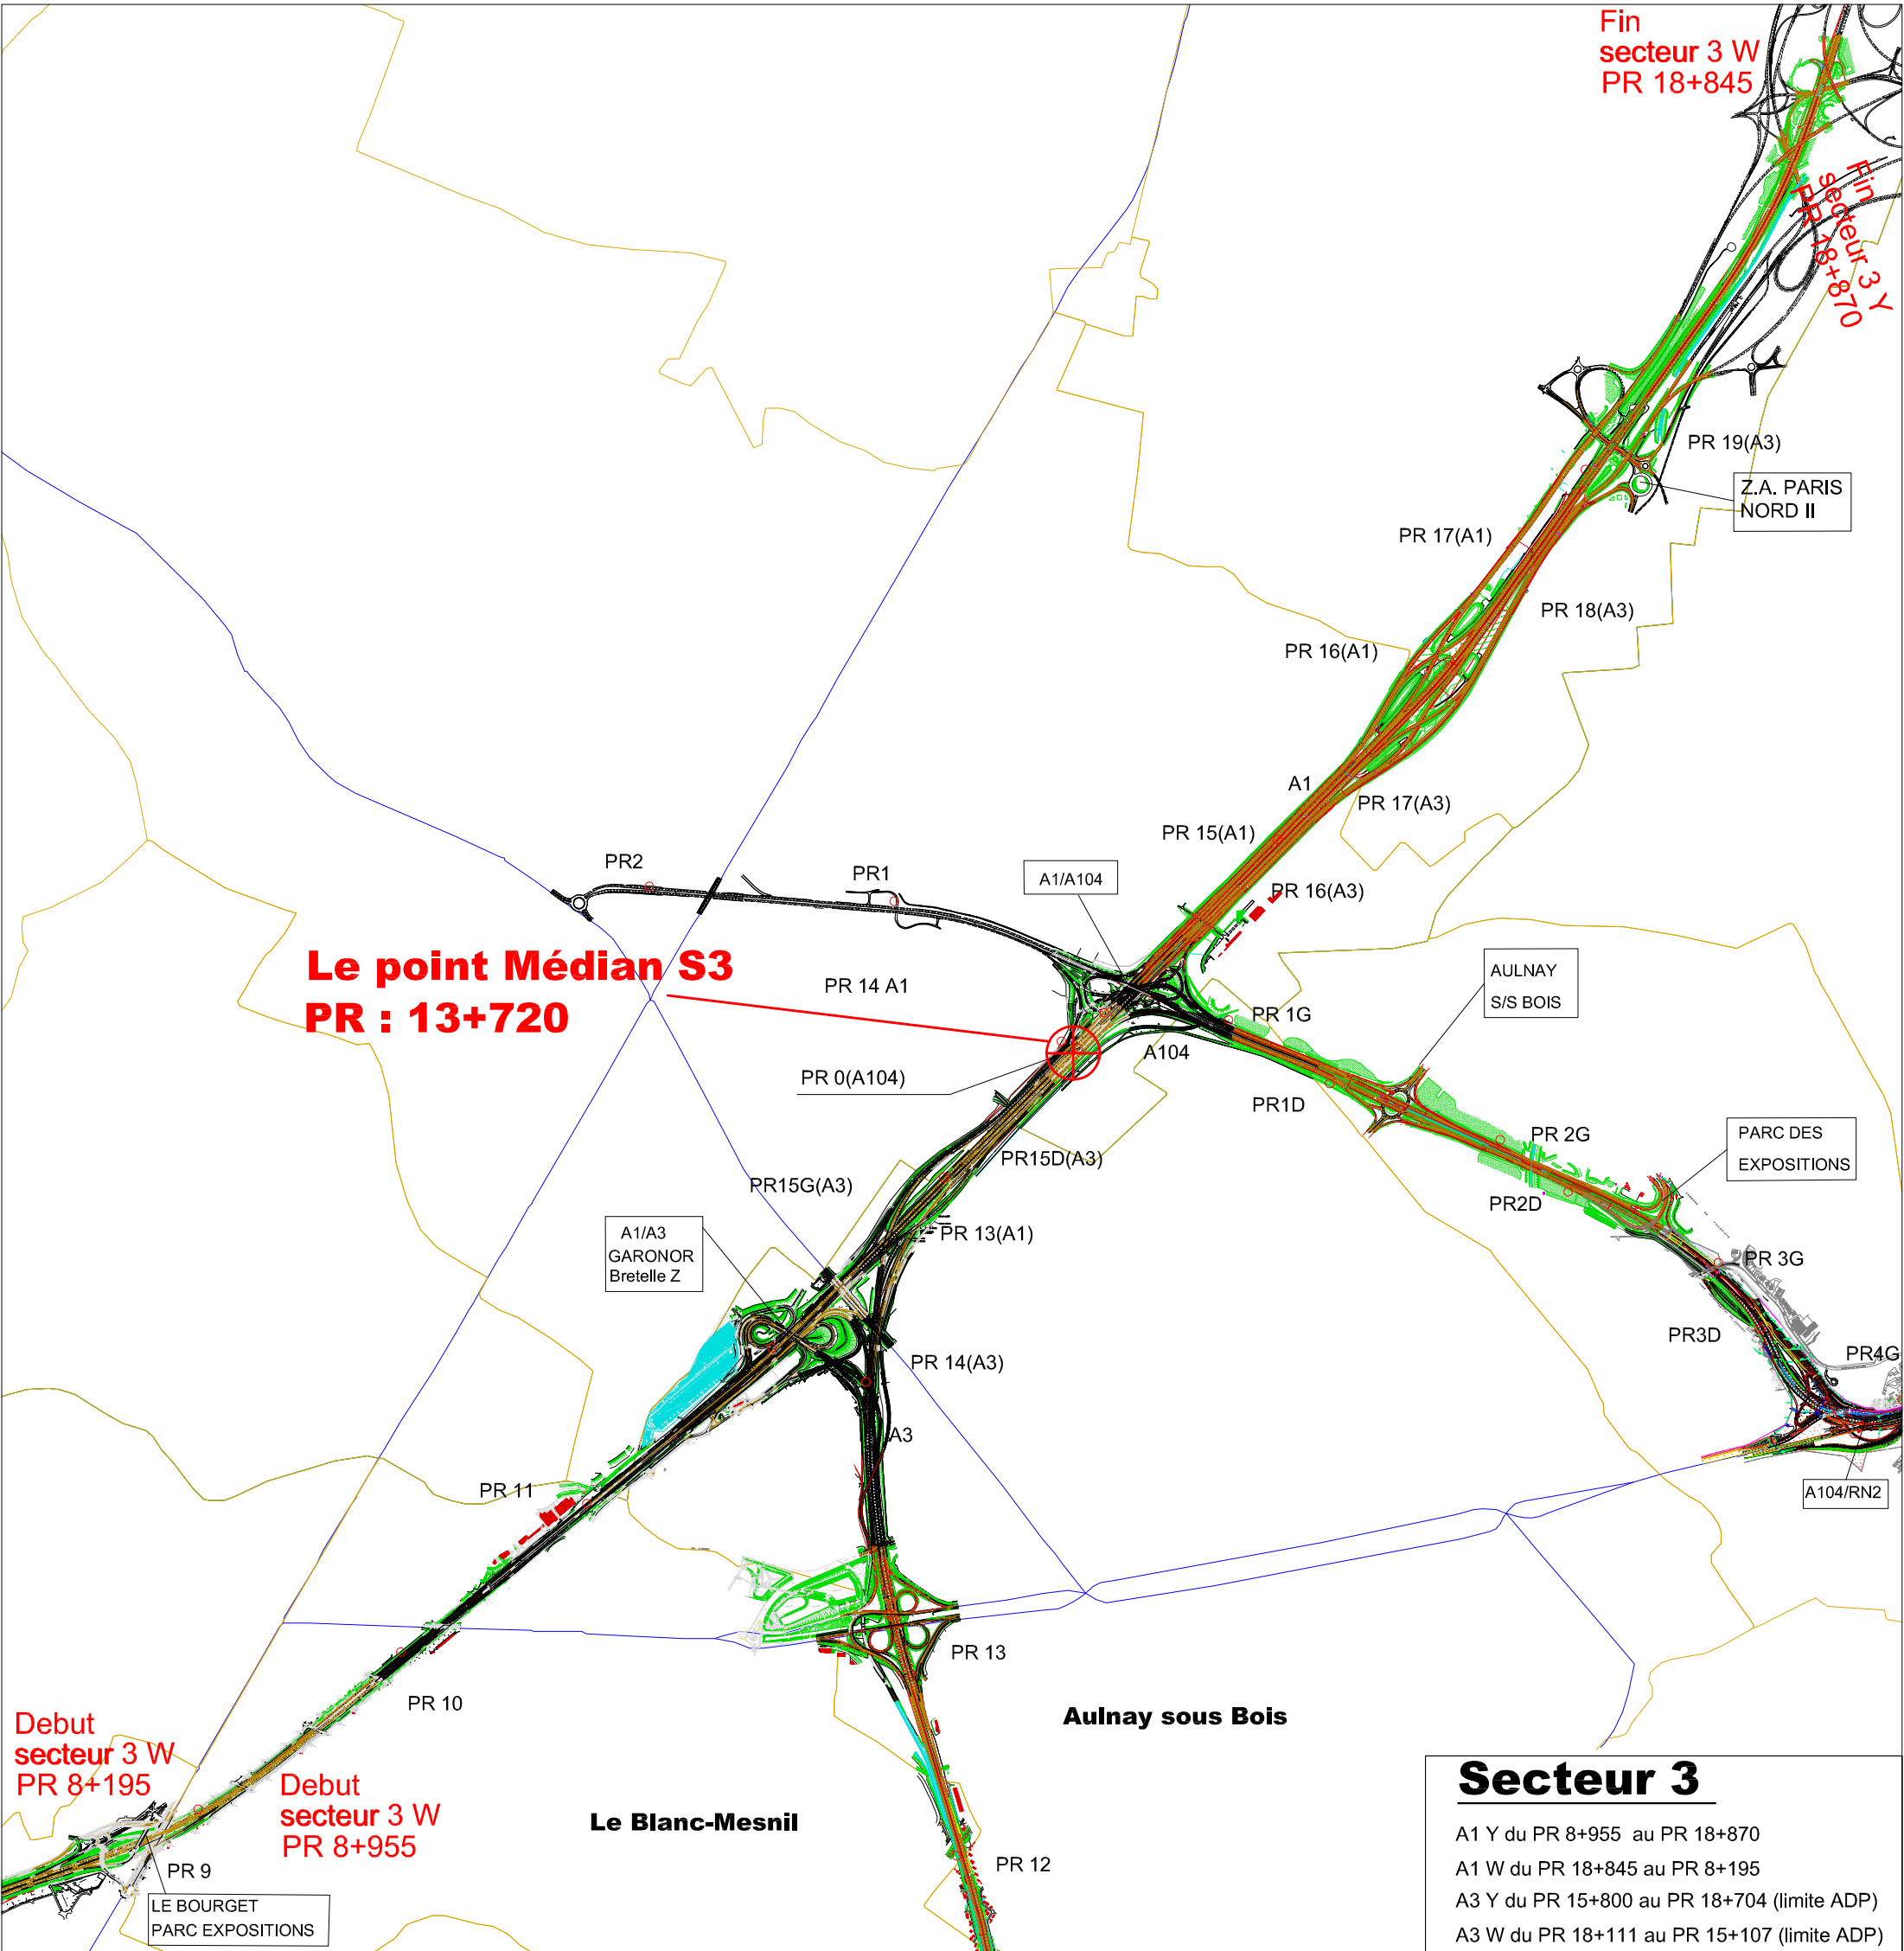 Fin
secteur 3 W
PR 18+845
Fin
secteur 3 Y
PR 18+870
PR 19(A3)
Z.A. PARIS
NORD II
PR 17(A1)
PR 18(A3)
PR 16(A1)
A1
PR 17(A3)
PR 15(A1)
PR 16(A3)
PR2
PR1
A1/A104
Le point Médian S3
PR : 13+720
PR 14 A1
AULNAY
S/S BOIS
PR 1G
A104
PR 0(A104)
PR1D
PR 2G
PARC DES
EXPOSITIONS
PR15D(A3)
PR15G(A3)
PR2D
A1/A3
GARONOR
Bretelle Z
PR 13(A1)
PR 3G
PR3D
PR4G
PR 14(A3)
A3
PR 11
A104/RN2
PR 13
PR 10
Aulnay sous Bois
Debut
secteur 3 W
PR 8+195
Debut
secteur 3 W
PR 8+955
Le Blanc-Mesnil
PR 12
PR 9
LE BOURGET
PARC EXPOSITIONS
Secteur 3
A1 Y du PR 8+955 au PR 18+870
A1 W du PR 18+845 au PR 8+195
A3 Y du PR 15+800 au PR 18+704 (limite ADP)
A3 W du PR 18+111 au PR 15+107 (limite ADP)